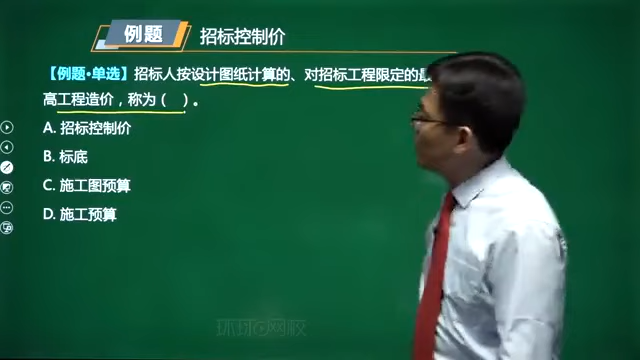 例题 招标控制价
【例题·单选】招标人按设计图纸计算的、对招标工程限定的最
高工程造价，称为（ ）。
A. 招标控制价
B. 标底
C. 施工图预算
D. 施工预算
环球网校